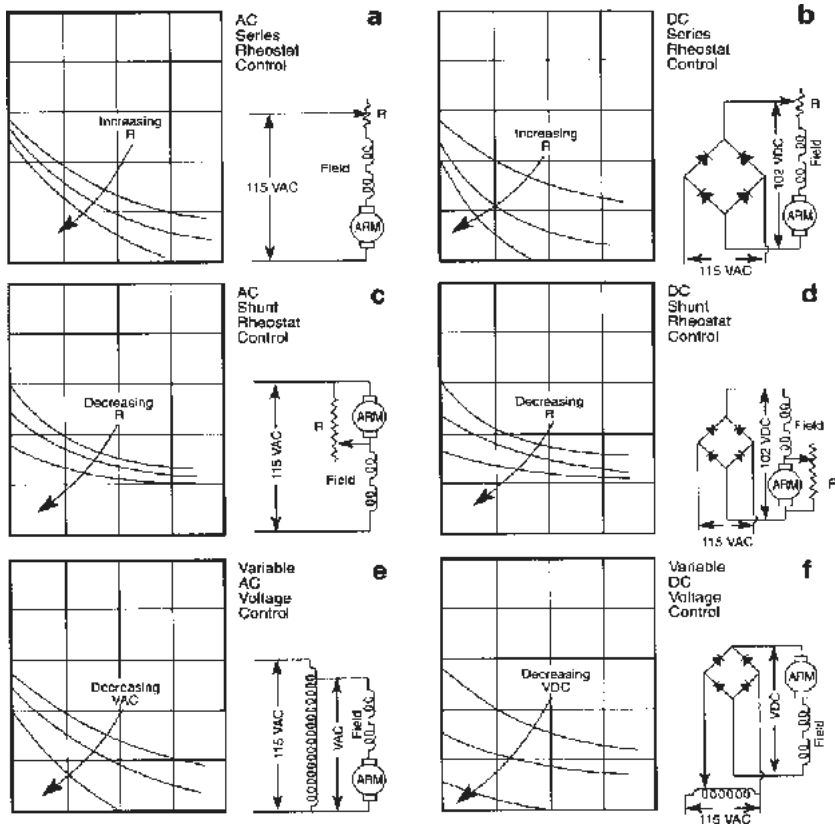 a
AC
Series
Rheostat
Control
Increasing
R
R
Field
115 VAC
ARM
b
DC
Series
Rheostat
Control
Increasing
R
R
102 VDC
Field
ARM
115 VAC
c
AC
Shunt
Rheostat
Control
Decreasing
R
115 VAC
R
ARM
Field
d
DC
Shunt
Rheostat
Control
Decreasing
R
102 VDC
Field
ARM
R
115 VAC
e
Variable
AC
Voltage
Control
Decreasing
VAC
115 VAC
VAC
Field
ARM
f
Variable
DC
Voltage
Control
Decreasing
VDC
VDC
ARM
Field
115 VAC